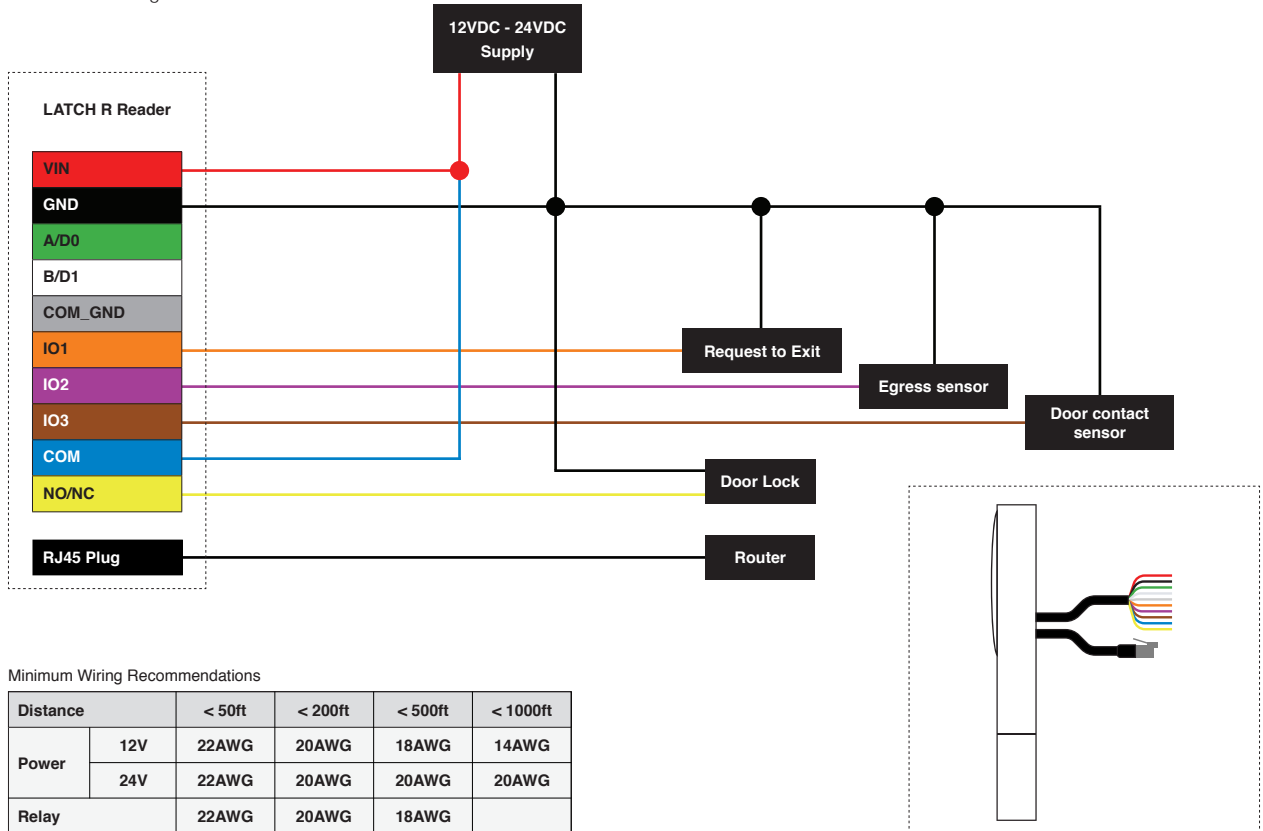 12VDC - 24VDC
Supply
LATCH R Reader
VIN
GND
A/D0
B/D1
COM_GND
IO1
IO2
IO3
COM
NO/NC
RJ45 Plug
Request to Exit
Egress sensor
Door contact
sensor
Door Lock
Router
Minimum Wiring Recommendations
Distance < 50ft < 200ft < 500ft < 1000ft
Power 12V 22AWG 20AWG 18AWG 14AWG
24V 22AWG 20AWG 20AWG 20AWG
Relay 22AWG 20AWG 18AWG